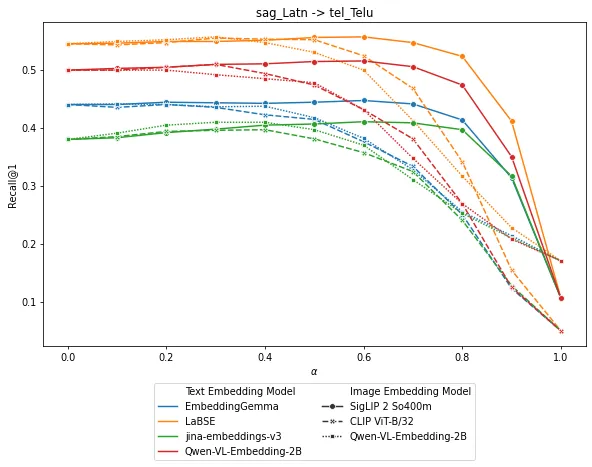 sag_Latn -> tel_Telu
Recall@1
0.5
0.4
0.3
0.2
0.1
0.0
0.2
0.4
0.6
0.8
1.0
α
Text Embedding Model
EmbeddingGemma
LaBSE
jina-embeddings-v3
Qwen-VL-Embedding-2B
Image Embedding Model
SigLIP 2 So400m
CLIP ViT-B/32
Qwen-VL-Embedding-2B